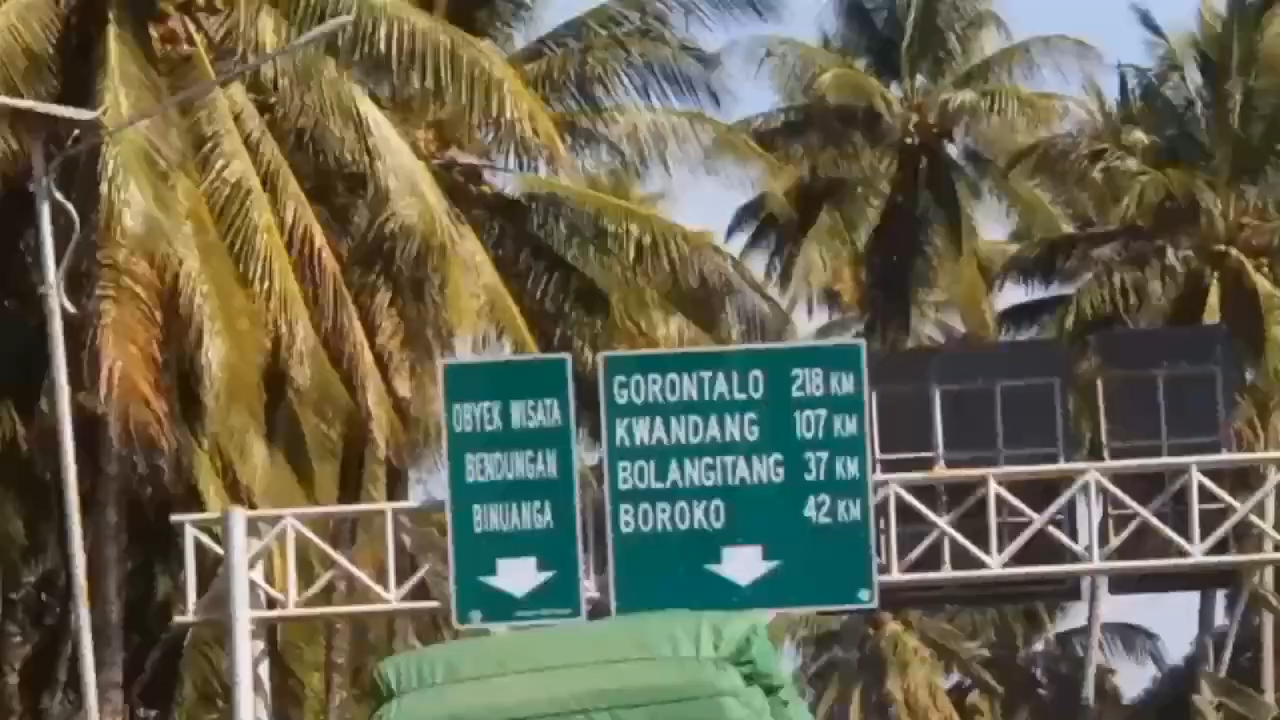 OBYEK WISATA
BENDUNGAN
BINUANGA
GORONTALO 218 KM
KWANDANG 107 KM
BOLANGITANG 37 KM
BOROKO 42 KM